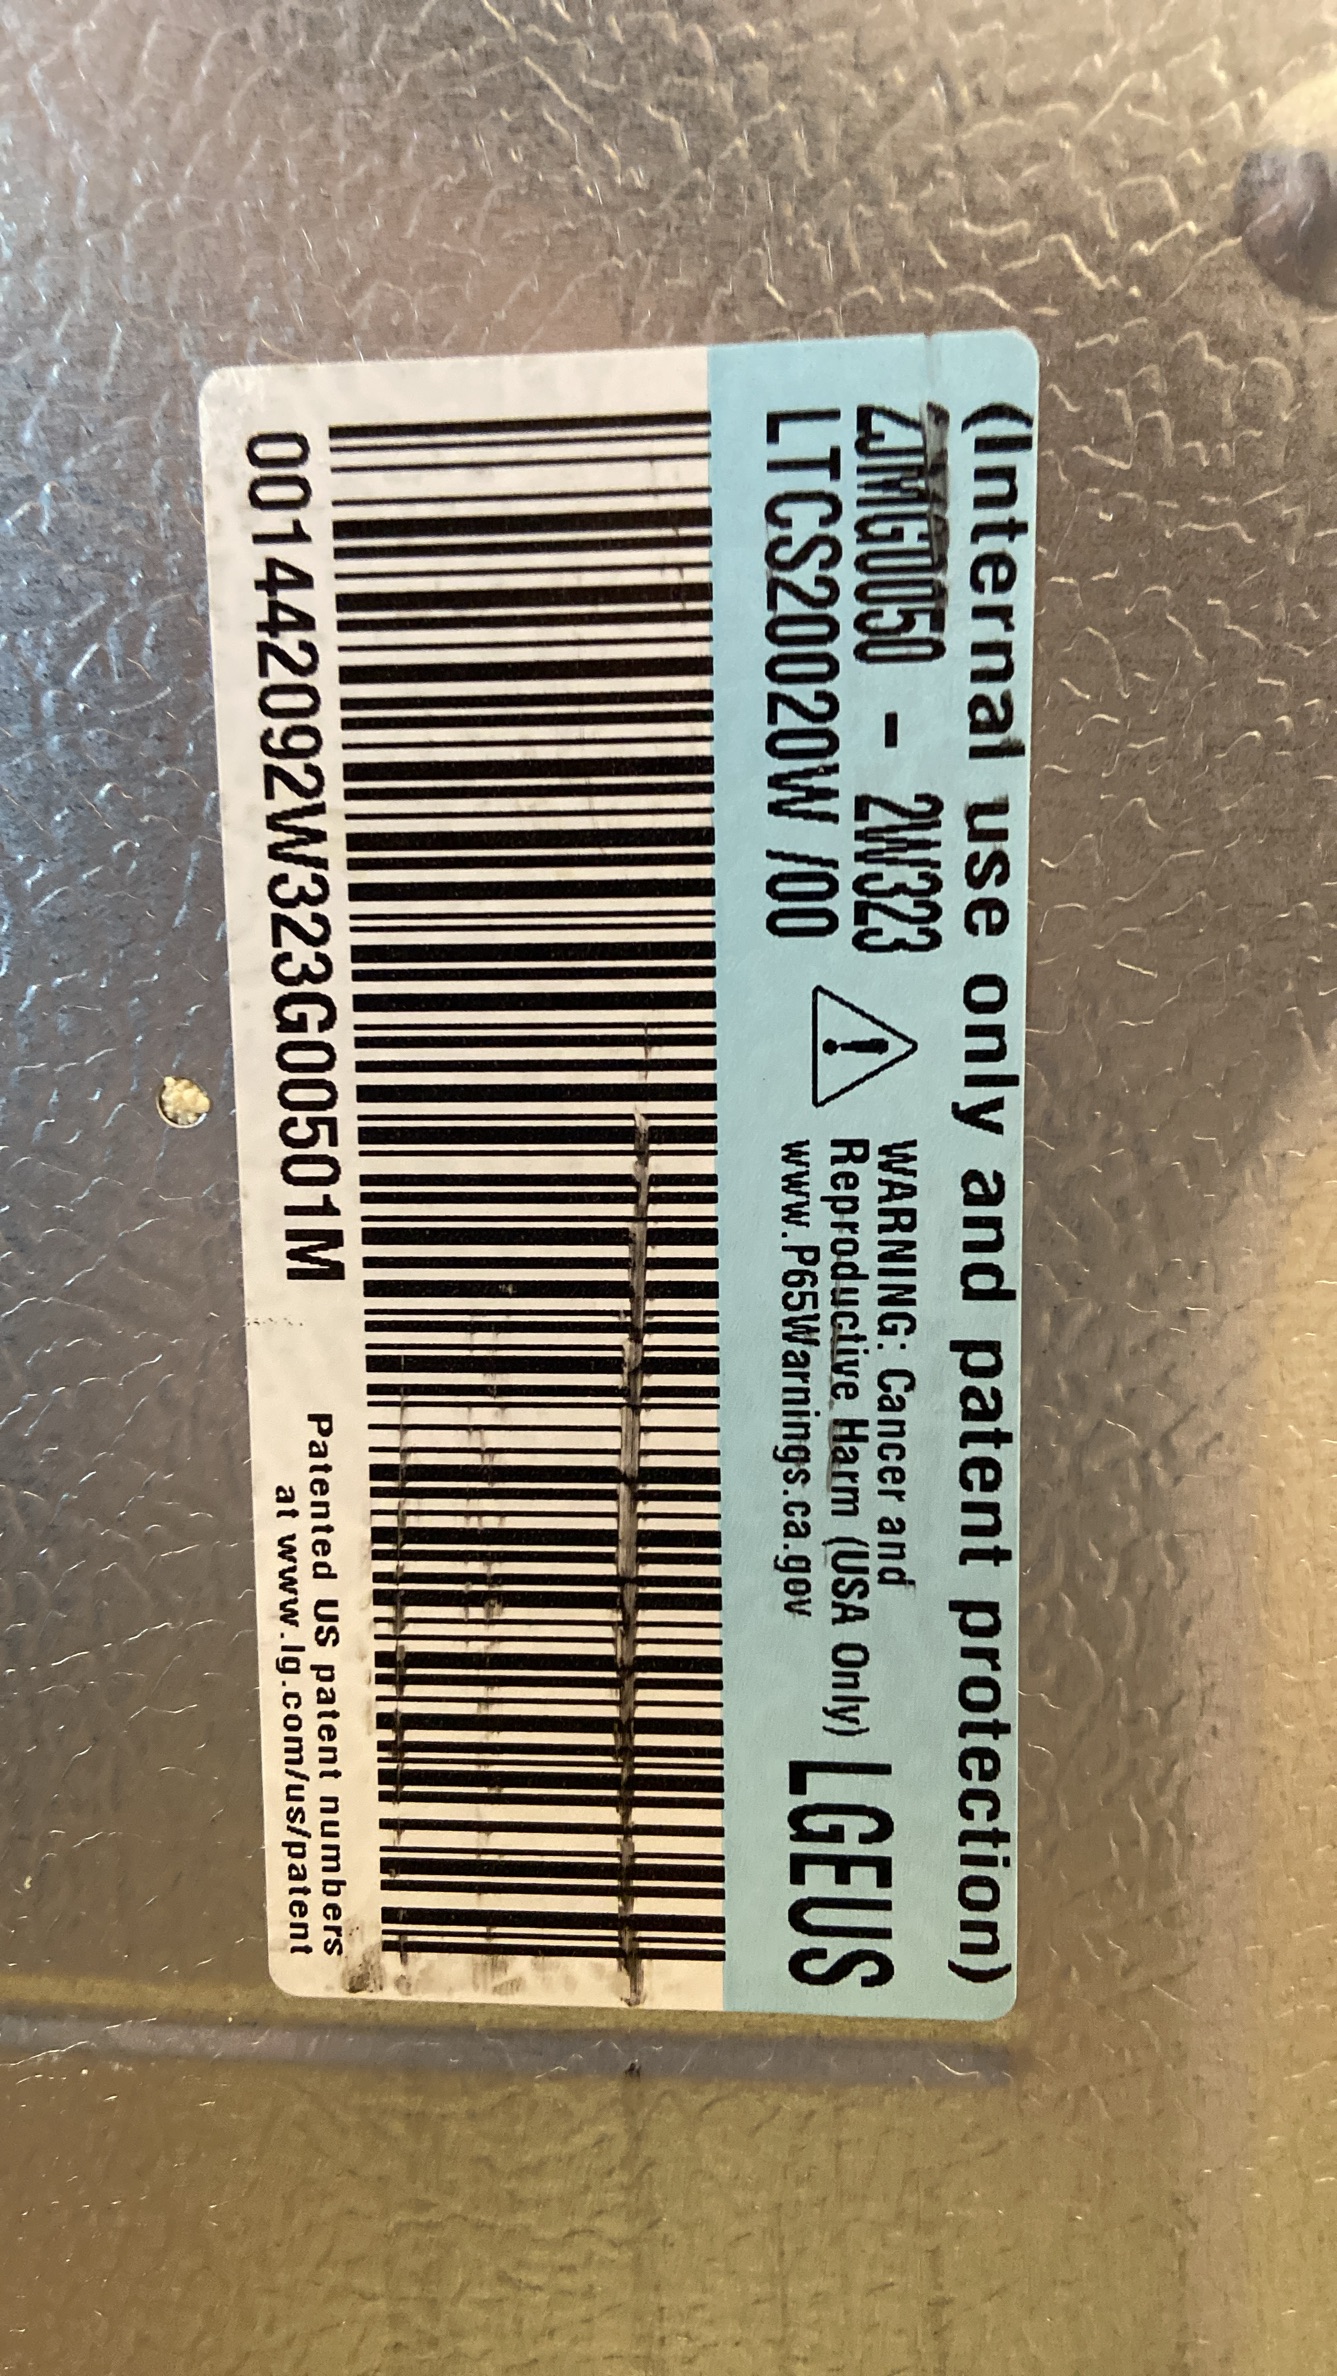 (Internal use only and patent protection)
2JMG0050 - 2W323
LTCS20020W /00
WARNING: Cancer and
Reproductive Harm (USA Only)
www.P65Warnings.ca.gov
LGEUS
001442092W323G00501M
Patented US patent numbers
at www.lg.com/us/patent